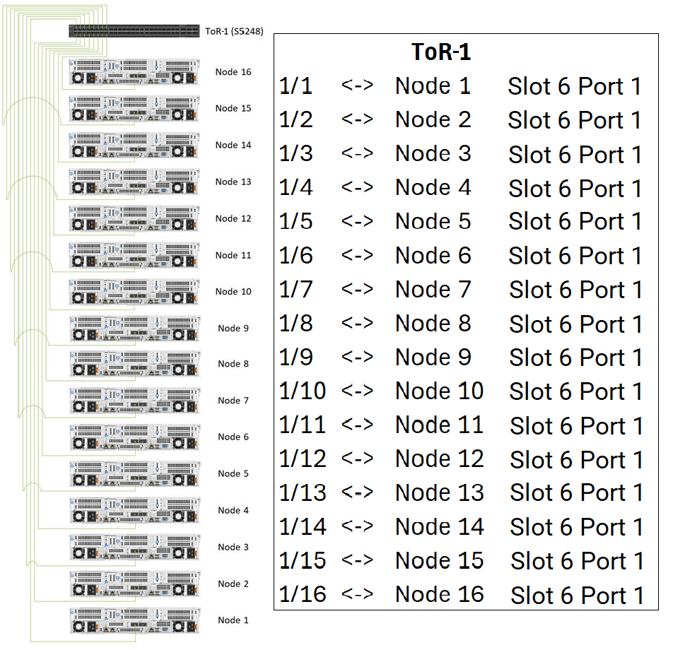 ToR-1 (S5248)
Node 16
Node 15
Node 14
Node 13
Node 12
Node 11
Node 10
Node 9
Node 8
Node 7
Node 6
Node 5
Node 4
Node 3
Node 2
Node 1
ToR-1
1/1 <-> Node 1 Slot 6 Port 1
1/2 <-> Node 2 Slot 6 Port 1
1/3 <-> Node 3 Slot 6 Port 1
1/4 <-> Node 4 Slot 6 Port 1
1/5 <-> Node 5 Slot 6 Port 1
1/6 <-> Node 6 Slot 6 Port 1
1/7 <-> Node 7 Slot 6 Port 1
1/8 <-> Node 8 Slot 6 Port 1
1/9 <-> Node 9 Slot 6 Port 1
1/10 <-> Node 10 Slot 6 Port 1
1/11 <-> Node 11 Slot 6 Port 1
1/12 <-> Node 12 Slot 6 Port 1
1/13 <-> Node 13 Slot 6 Port 1
1/14 <-> Node 14 Slot 6 Port 1
1/15 <-> Node 15 Slot 6 Port 1
1/16 <-> Node 16 Slot 6 Port 1